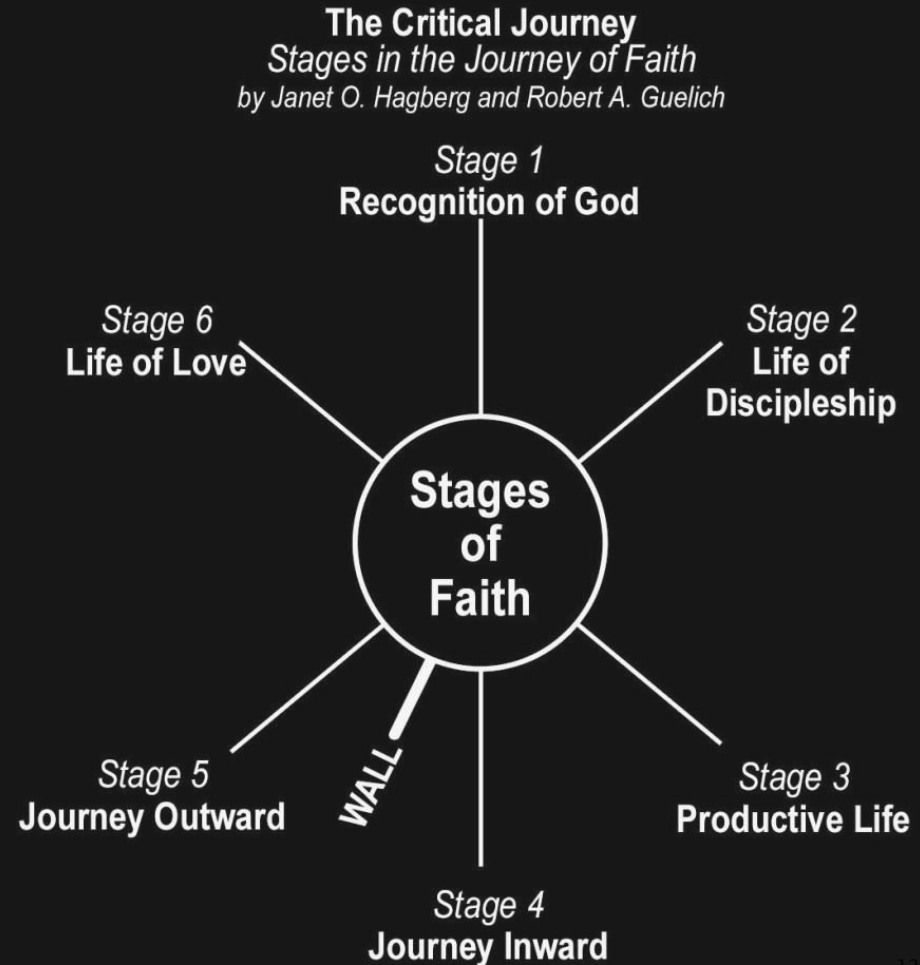 The Critical Journey
Stages in the Journey of Faith
by Janet O. Hagberg and Robert A. Guelich
Stage 1
Recognition of God
Stage 2
Life of
Discipleship
Stage 3
Productive Life
Stage 4
Journey Inward
WALL
Stage 5
Journey Outward
Stage 6
Life of Love
Stages
of
Faith